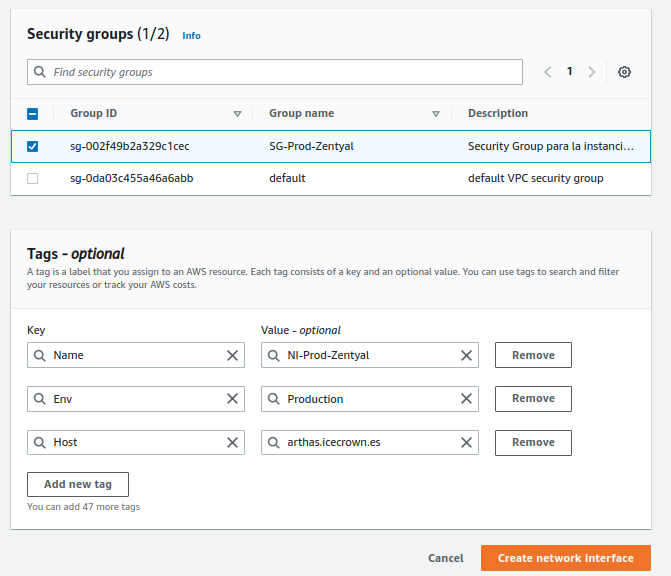 Security groups (1/2) Info
Find security groups
1
Group ID Group name Description
sg-002f49b2a329c1cec SG-Prod-Zentyal Security Group para la instanci...
sg-0da03c455a46a6abb default default VPC security group
Tags - optional
A tag is a label that you assign to an AWS resource. Each tag consists of a key and an optional value. You can use tags to search and filter
your resources or track your AWS costs.
Key Value - optional
Name NI-Prod-Zentyal Remove
Env Production Remove
Host arthas.icecrown.es Remove
Add new tag
You can add 47 more tags
Cancel Create network interface